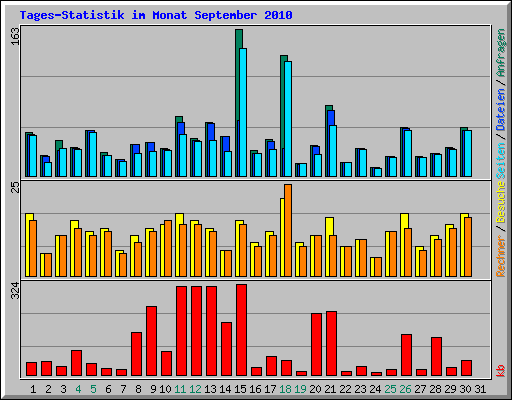 Tages-Statistik im Monat September 2010
163
25
324
Rechner / Besuche Seiten / Dateien / Anfragen
kb
1 2 3 4 5 6 7 8 9 10 11 12 13 14 15 16 17 18 19 20 21 22 23 24 25 26 27 28 29 30 31